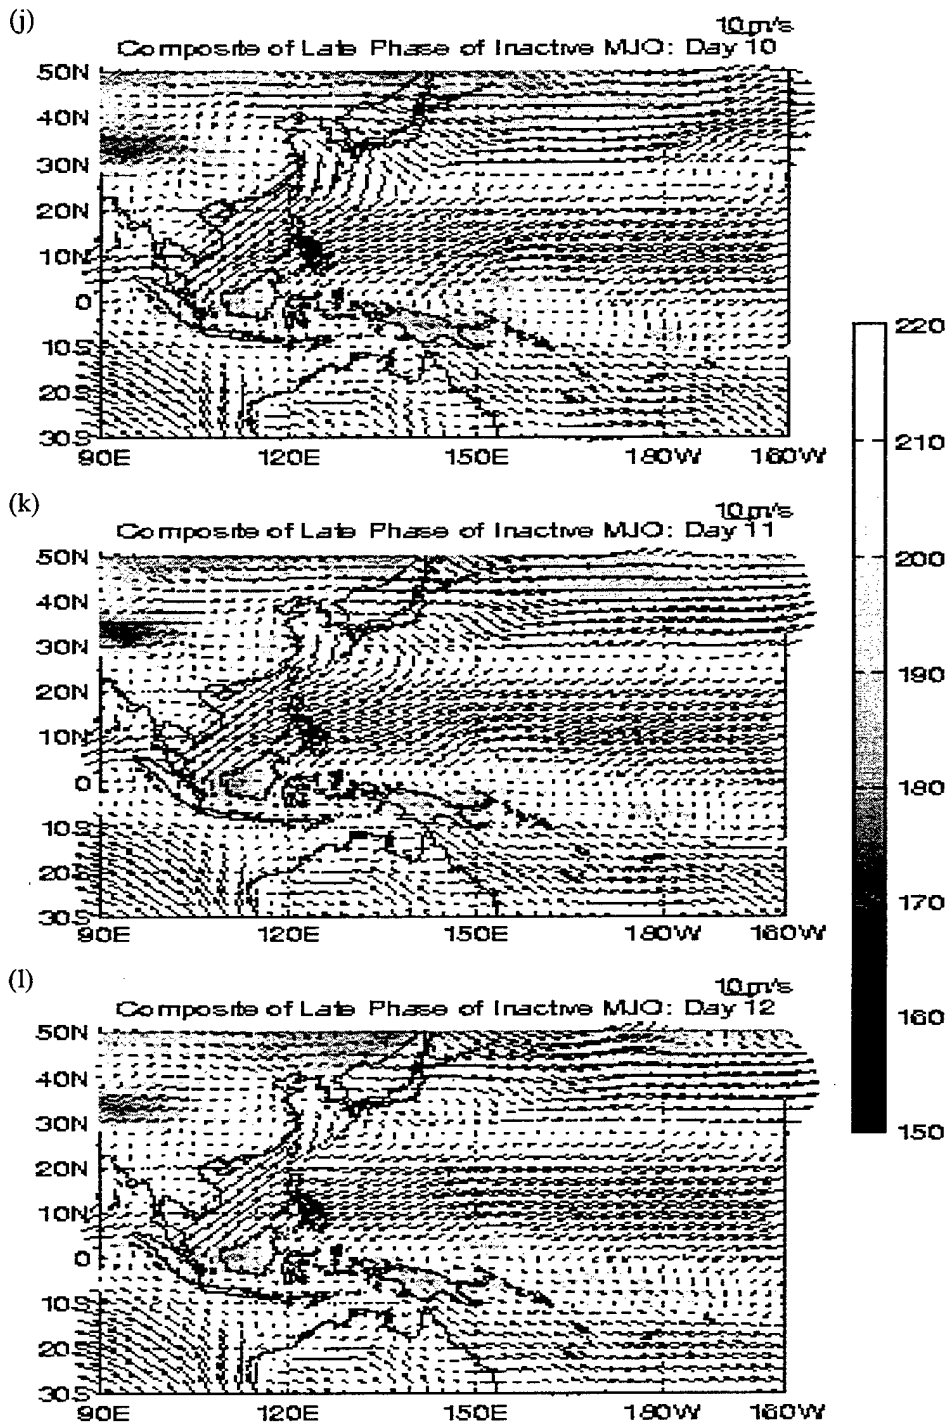 (j)
10 m/s
Composite of Late Phase of Inactive MJO: Day 10
50N
40N
30N
20N
10N
0
10S
20S
30S
90E 120E 150E 180W 160W
(k)
10 m/s
Composite of Late Phase of Inactive MJO: Day 11
50N
40N
30N
20N
10N
0
10S
20S
30S
90E 120E 150E 180W 160W
(l)
10 m/s
Composite of Late Phase of Inactive MJO: Day 12
50N
40N
30N
20N
10N
0
10S
20S
30S
90E 120E 150E 180W 160W
220
210
200
190
180
170
160
150